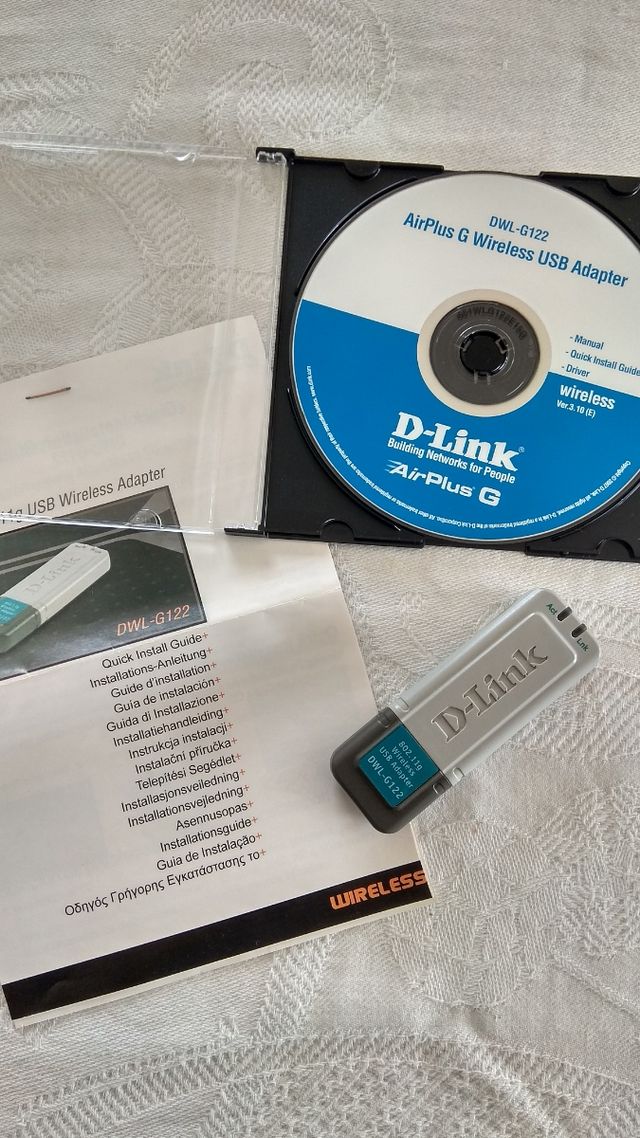 DWL-G122
AirPlus G Wireless USB Adapter
- Manual
- Quick Install Guide
- Driver
wireless
Ver.3.10 (E)
D-Link®
Building Networks for People
AirPlus G
USB Wireless Adapter
D-Link
DWL-G122
Quick Install Guide+
Installations-Anleitung+
Guide d'installation+
Guía de instalación+
Guida di Installazione+
Installatiehandleiding+
Instrukcja instalacji+
Instalační příručka+
Telepítési Segédlet+
Installasjonsveiledning+
Installationsvejledning+
Asennusopas+
Installationsguide+
Guia de Instalação+
Οδηγός Γρήγορης Εγκατάστασης το+
WIRELESS
Act
Lnk
D-Link
802.11g
Wireless
USB Adapter
DWL-G122